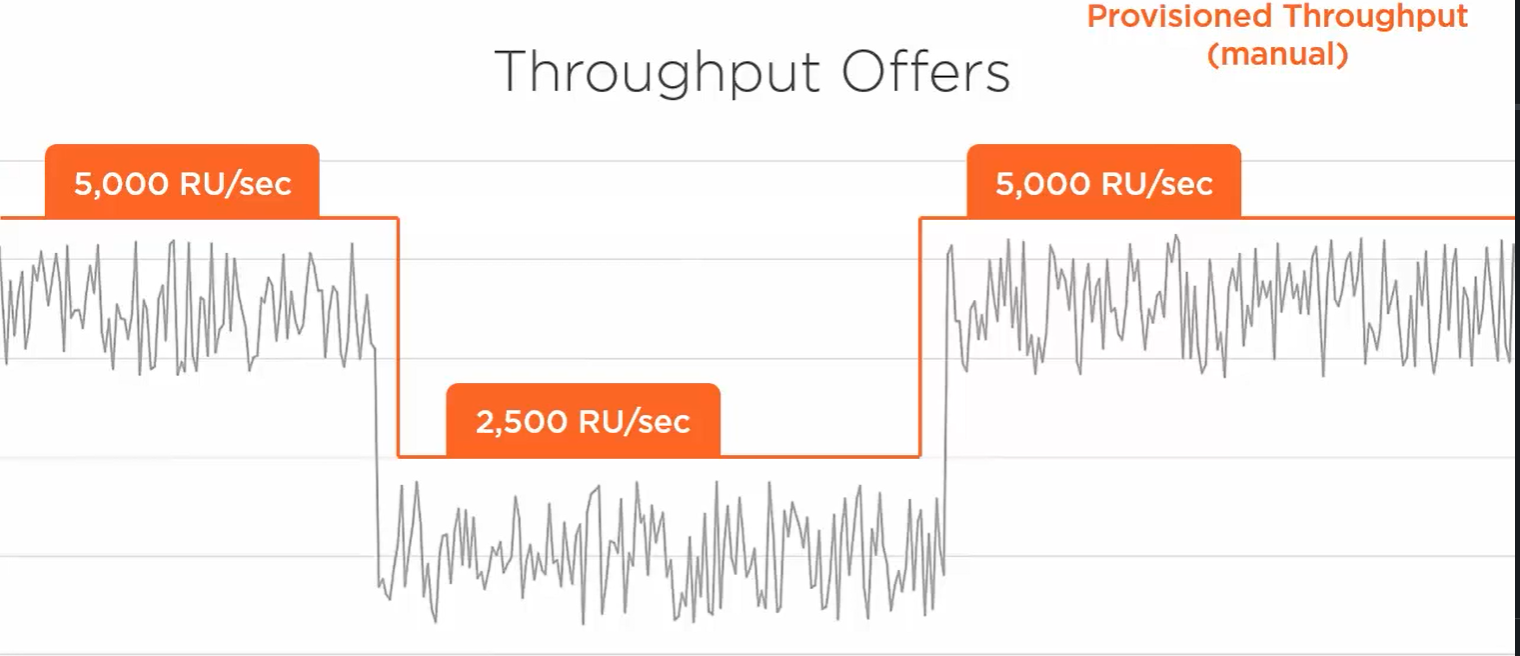 Provisioned Throughput
(manual)
Throughput Offers
5,000 RU/sec
5,000 RU/sec
2,500 RU/sec